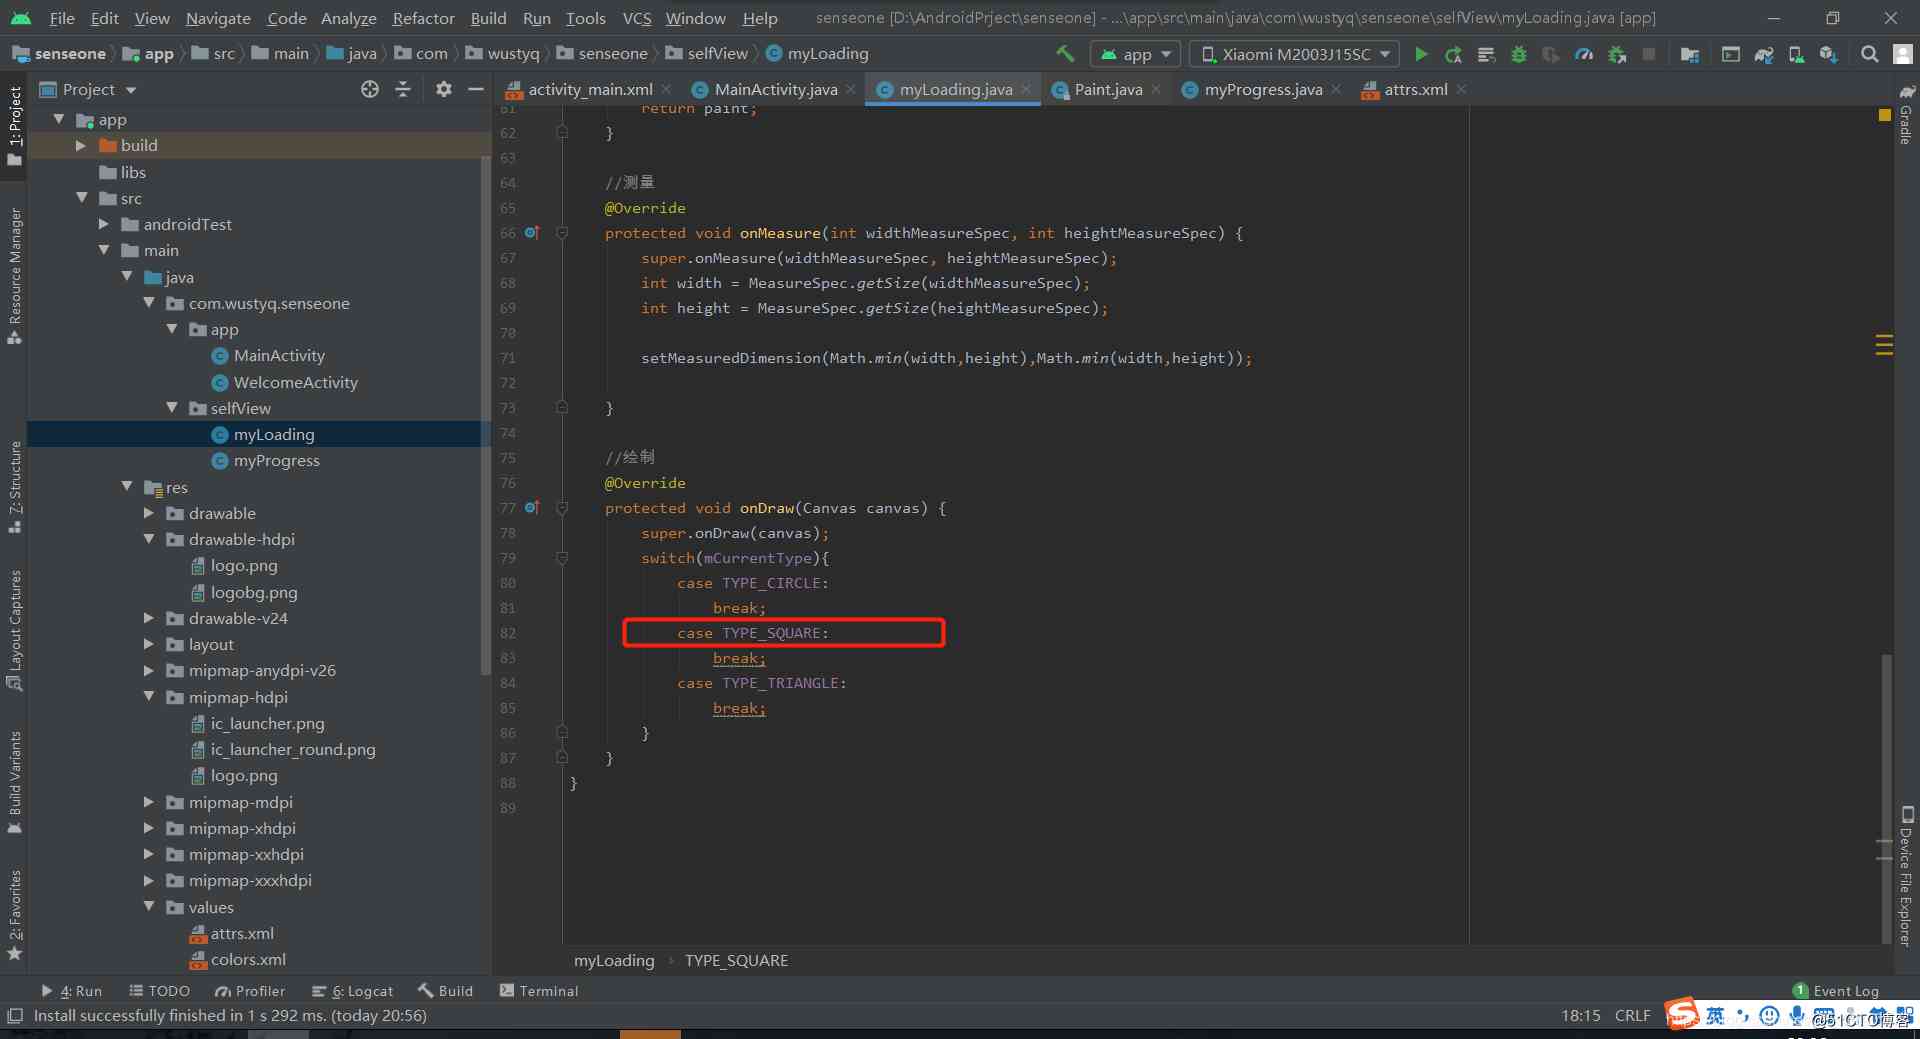 File Edit View Navigate Code Analyze Refactor Build Run Tools VCS Window Help senseone [D:\AndroidPrject\senseone] - ...\app\src\main\java\com\wustyq\senseone\selfView\myLoading.java [app]
senseone app src main java com wustyq senseone selfView myLoading app Xiaomi M2003J15SC
Project
activity_main.xml MainActivity.java myLoading.java Paint.java myProgress.java attrs.xml
1: Project
Resource Manager
7: Structure
Layout Captures
Build Variants
2: Favorites
app
build
libs
src
androidTest
main
java
com.wustyq.senseone
app
MainActivity
WelcomeActivity
selfView
myLoading
myProgress
res
drawable
drawable-hdpi
logo.png
logobg.png
drawable-v24
layout
mipmap-anydpi-v26
mipmap-hdpi
ic_launcher.png
ic_launcher_round.png
logo.png
mipmap-mdpi
mipmap-xhdpi
mipmap-xxhdpi
mipmap-xxxhdpi
values
attrs.xml
colors.xml
61 return paint;
62 }
63
64 //测量
65 @Override
66 protected void onMeasure(int widthMeasureSpec, int heightMeasureSpec) {
67 super.onMeasure(widthMeasureSpec, heightMeasureSpec);
68 int width = MeasureSpec.getSize(widthMeasureSpec);
69 int height = MeasureSpec.getSize(heightMeasureSpec);
70
71 setMeasuredDimension(Math.min(width,height),Math.min(width,height));
72
73 }
74
75 //绘制
76 @Override
77 protected void onDraw(Canvas canvas) {
78 super.onDraw(canvas);
79 switch(mCurrentType){
80 case TYPE_CIRCLE:
81 break;
82 case TYPE_SQUARE:
83 break;
84 case TYPE_TRIANGLE:
85 break;
86 }
87 }
88 }
89
myLoading › TYPE_SQUARE
Gradle
Device File Explorer
4: Run TODO Profiler 6: Logcat Build Terminal 1 Event Log
Install successfully finished in 1 s 292 ms. (today 20:56) 18:15 CRLF 英
@51CTO博客